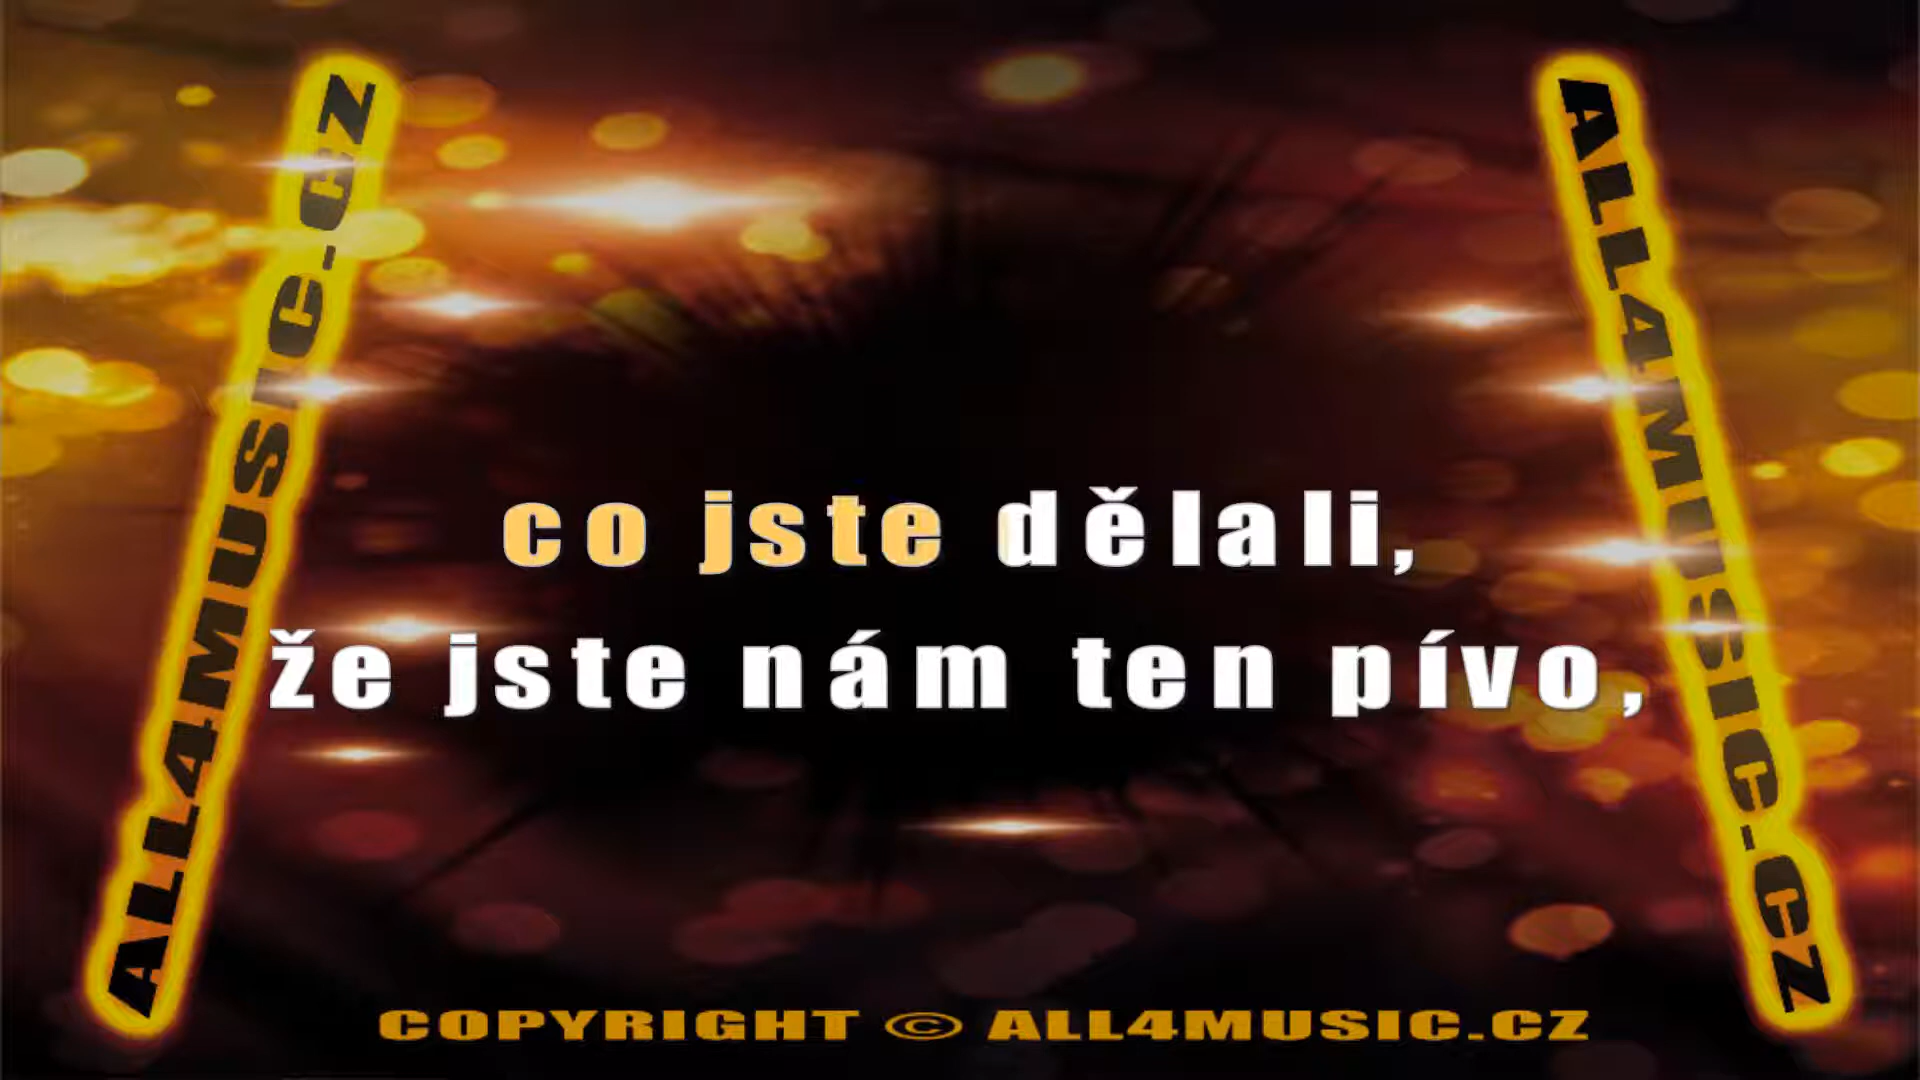 ALL4MUSIC.CZ
ALL4MUSIC.CZ
co jste dělali,
že jste nám ten pívo,
COPYRIGHT © ALL4MUSIC.CZ